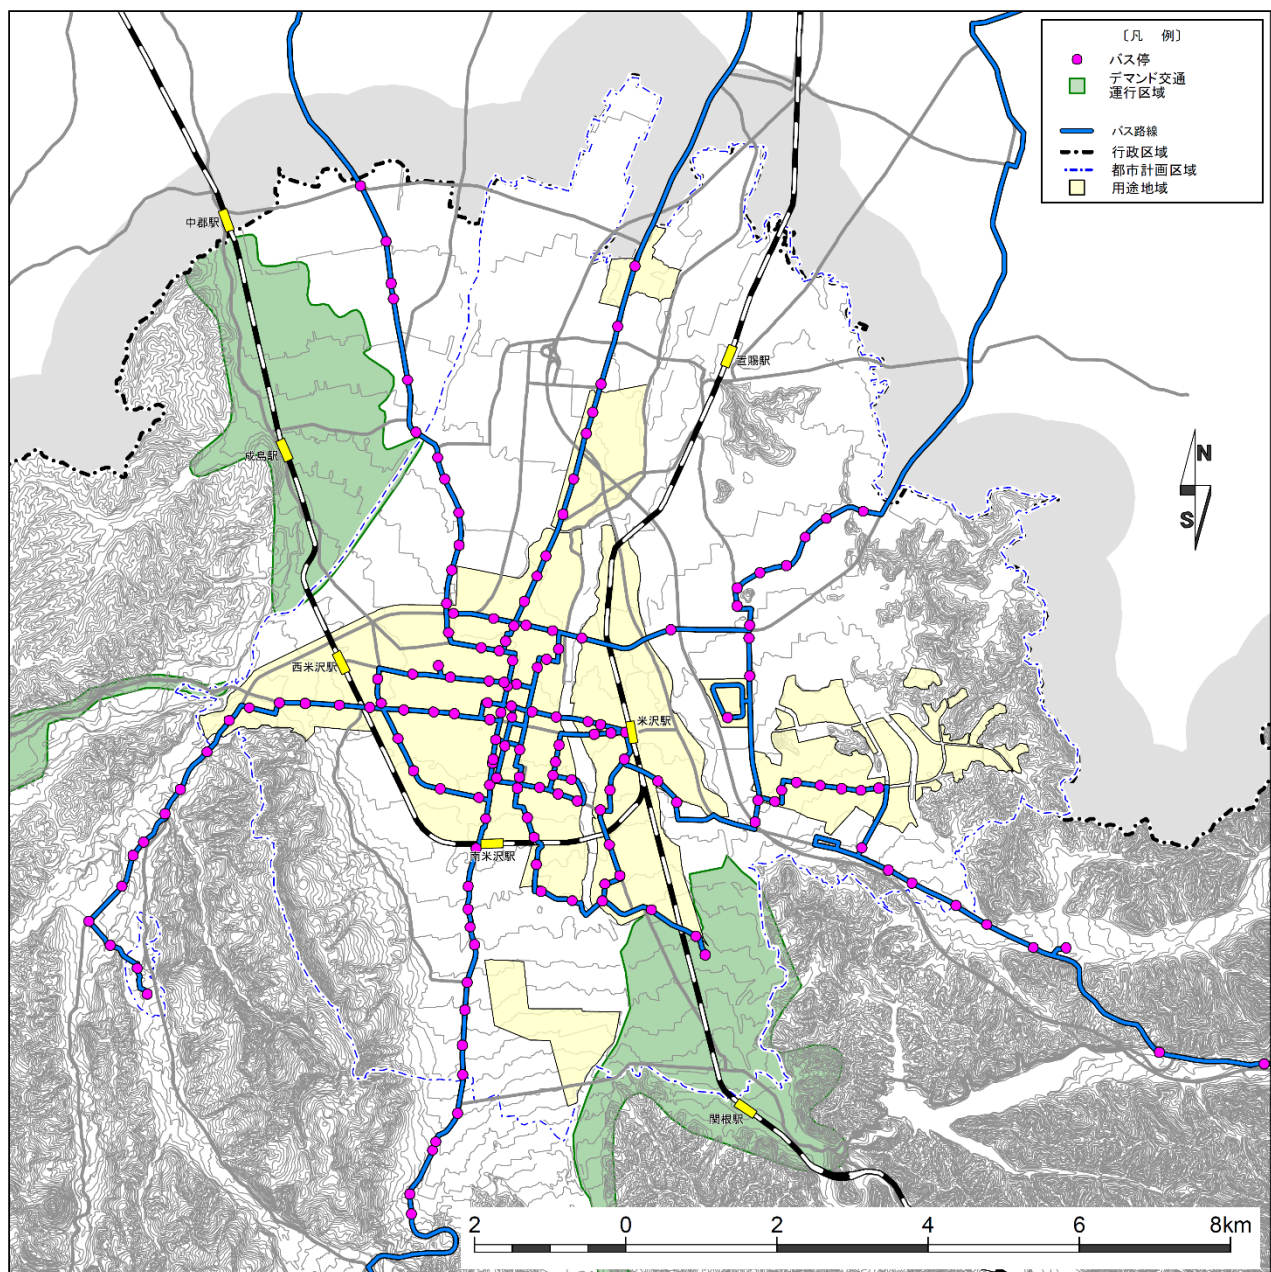 〔凡 例〕
バス停
デマンド交通
運行区域
バス路線
行政区域
都市計画区域
用途地域
中郡駅
置賜駅
成島駅
N
S
西米沢駅
米沢駅
南米沢駅
関根駅
2 0 2 4 6 8km